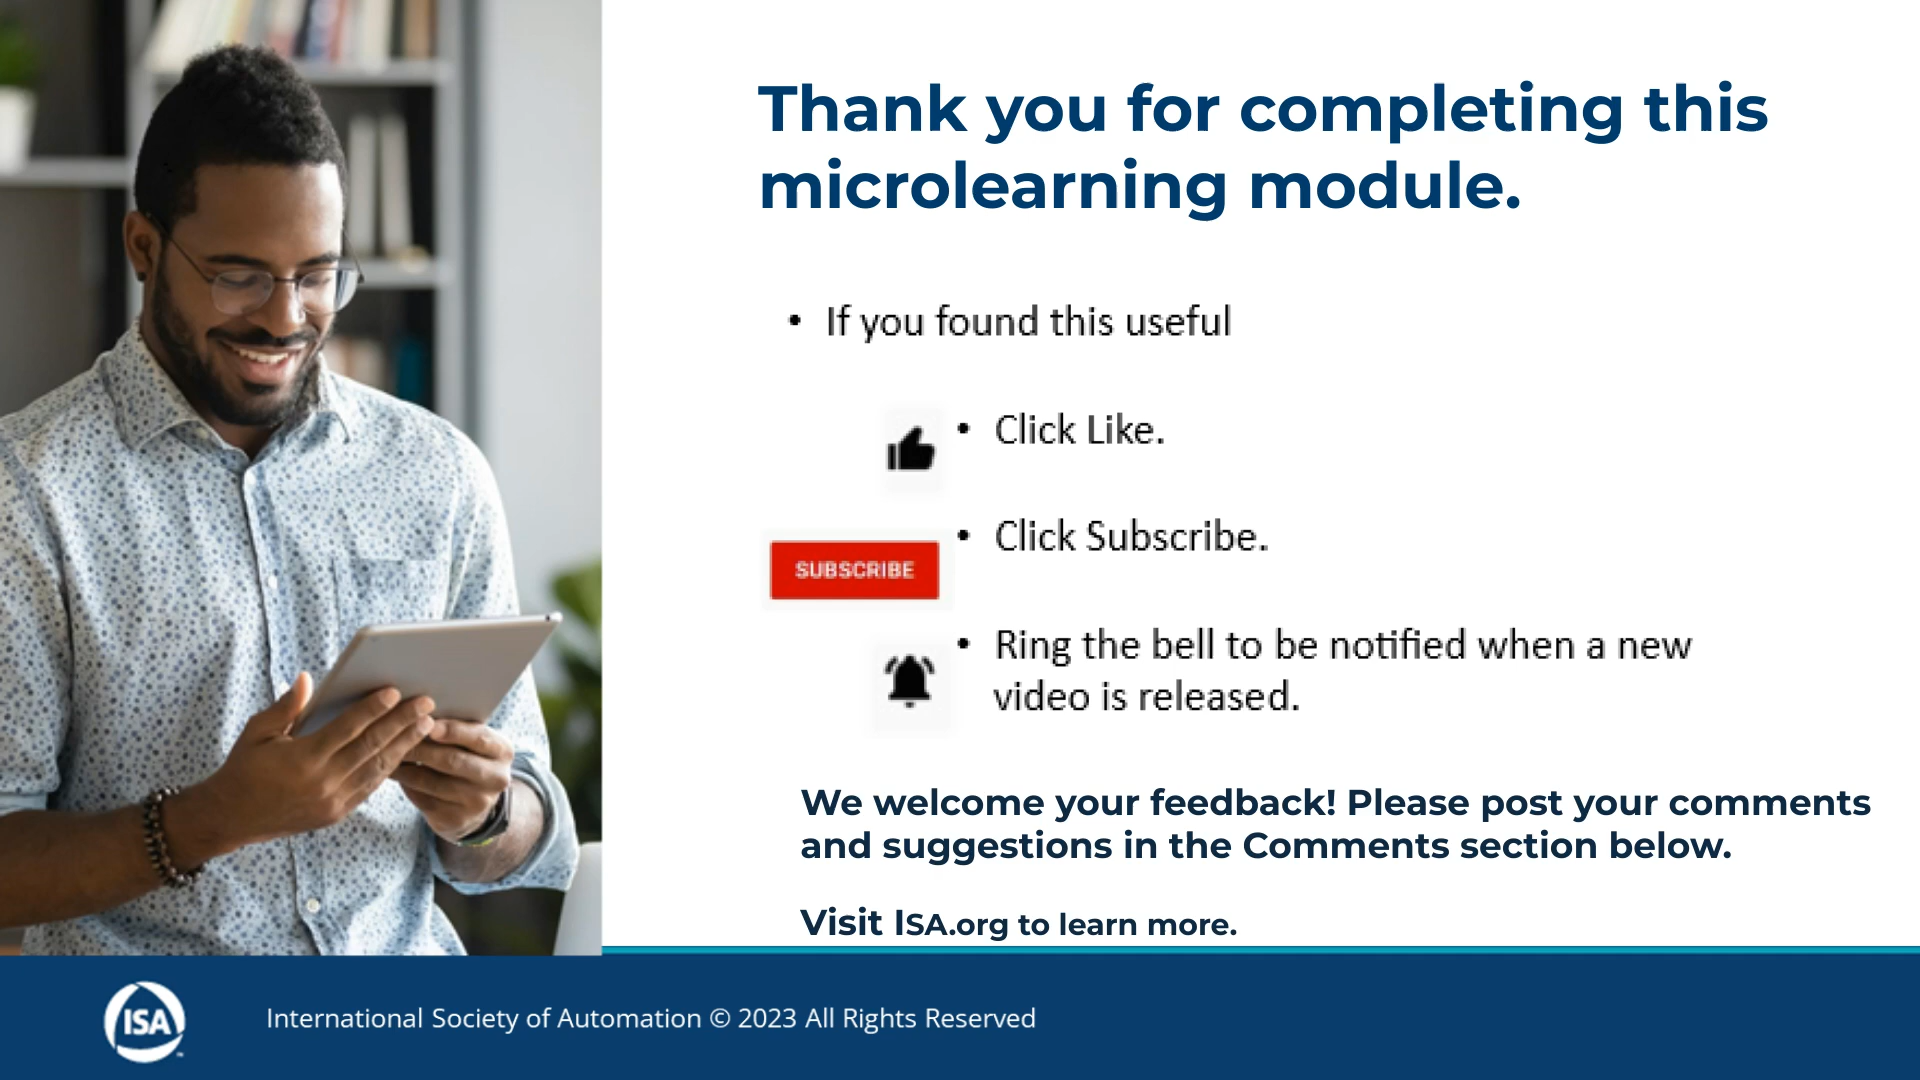 Thank you for completing this
microlearning module.
• If you found this useful
• Click Like.
• Click Subscribe.
SUBSCRIBE
• Ring the bell to be notified when a new
video is released.
We welcome your feedback! Please post your comments
and suggestions in the Comments section below.
Visit ISA.org to learn more.
ISA
International Society of Automation © 2023 All Rights Reserved